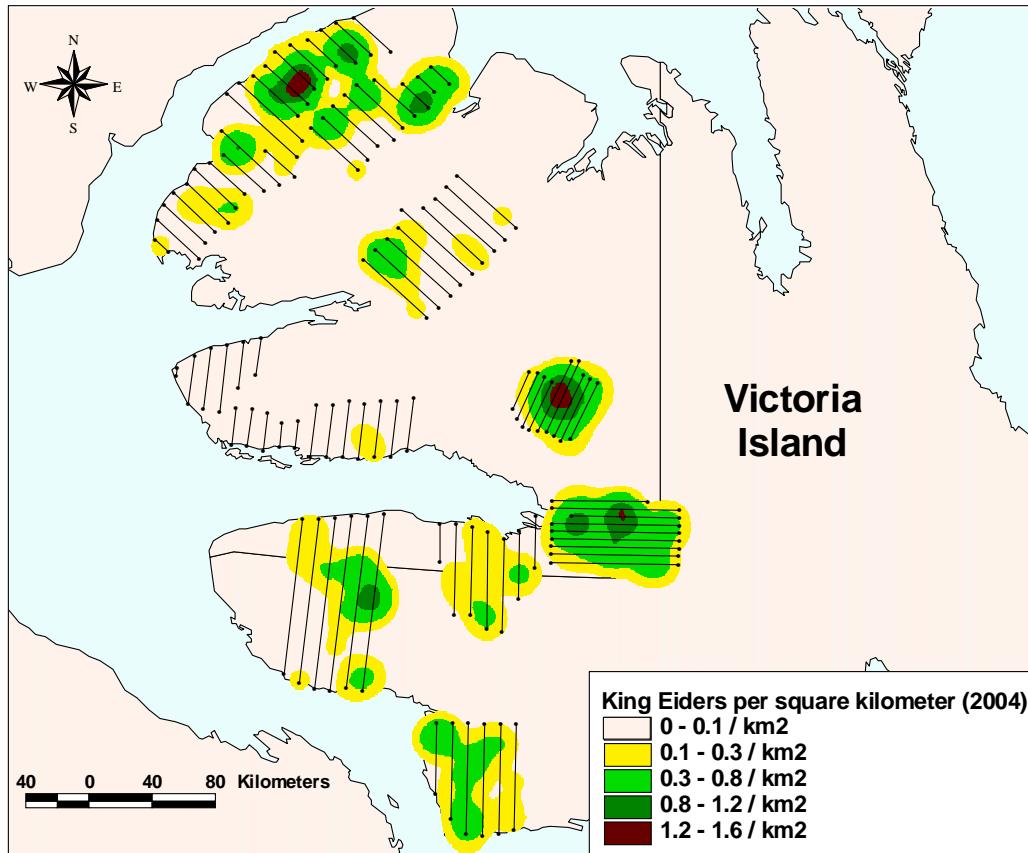 N
W E
S
Victoria
Island
King Eiders per square kilometer (2004)
0 - 0.1 / km2
0.1 - 0.3 / km2
0.3 - 0.8 / km2
0.8 - 1.2 / km2
1.2 - 1.6 / km2
40 0 40 80 Kilometers